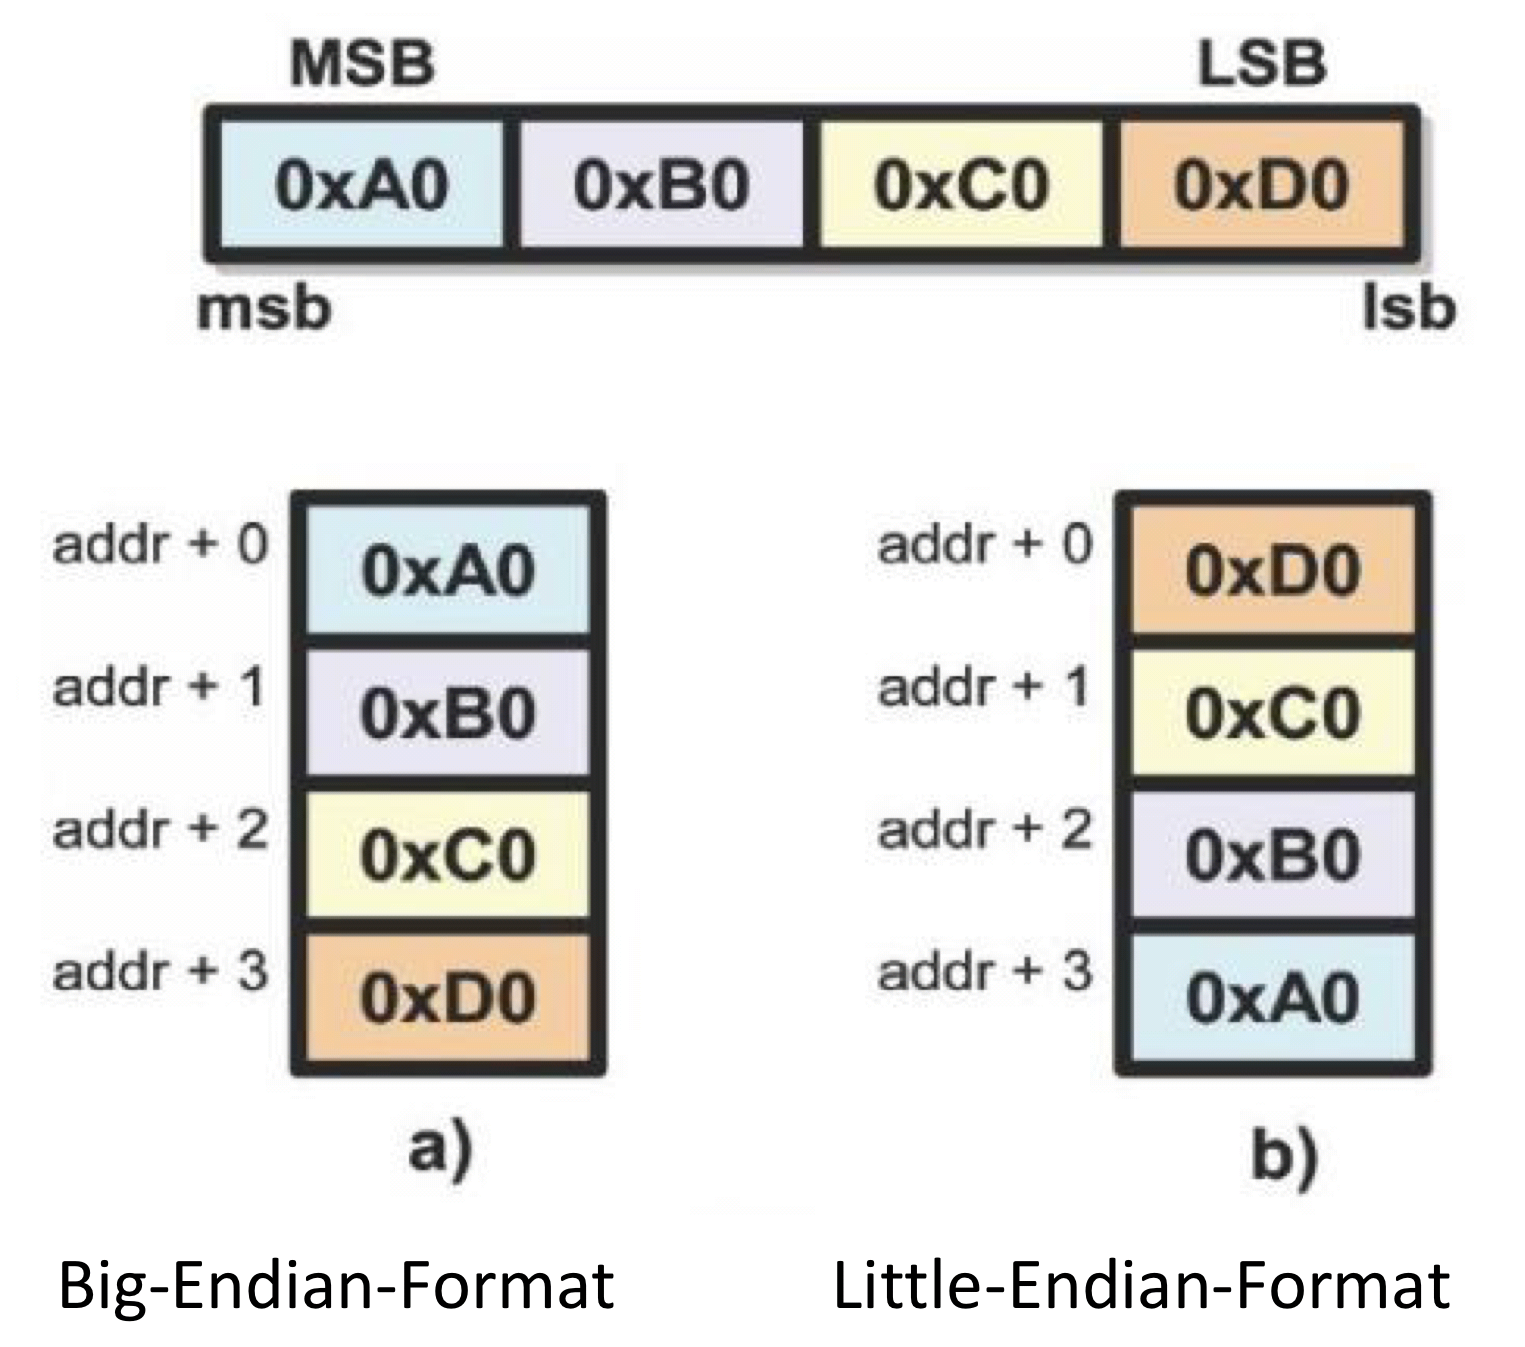 MSB LSB
0xA0 0xB0 0xC0 0xD0
msb lsb
addr + 0 0xA0
addr + 1 0xB0
addr + 2 0xC0
addr + 3 0xD0
a)
Big-Endian-Format
addr + 0 0xD0
addr + 1 0xC0
addr + 2 0xB0
addr + 3 0xA0
b)
Little-Endian-Format